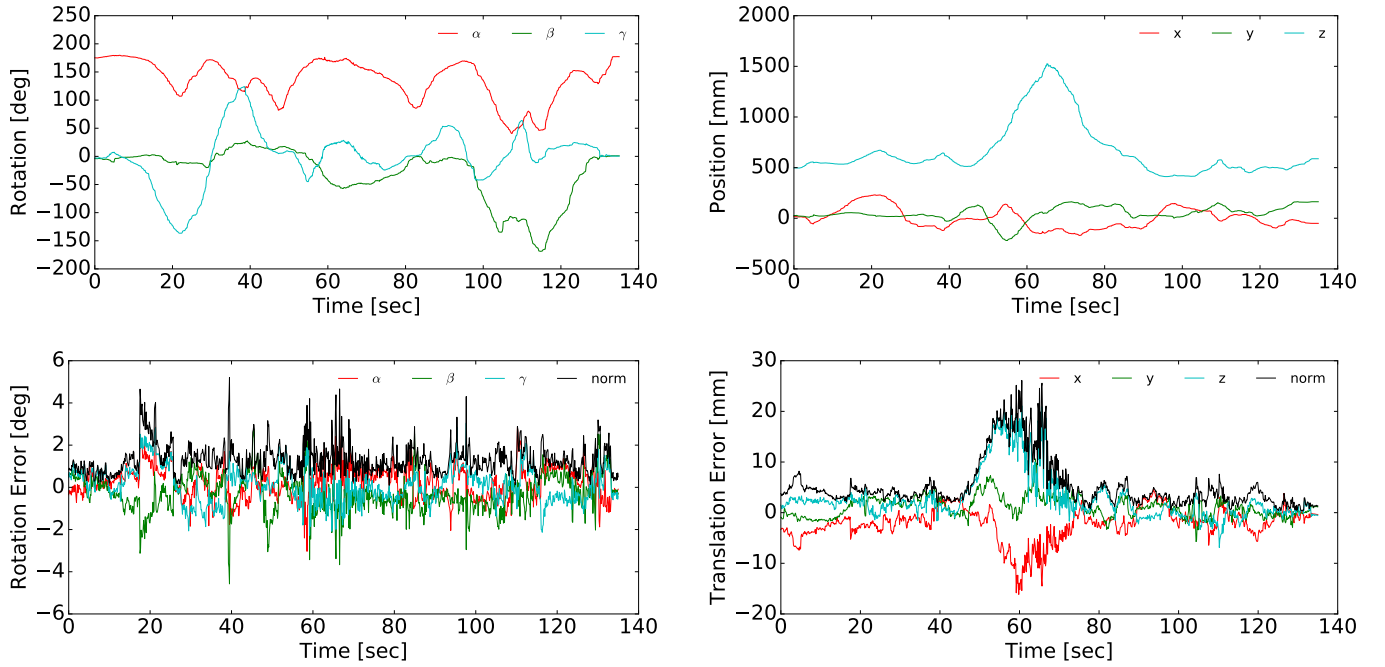 250
200
150
100
50
0
−50
−100
−150
−200
0 20 40 60 80 100 120 140
Rotation [deg]
Time [sec]
α β γ
2000
1500
1000
500
0
−500
0 20 40 60 80 100 120 140
Position [mm]
Time [sec]
x y z
6
4
2
0
−2
−4
−6
0 20 40 60 80 100 120 140
Rotation Error [deg]
Time [sec]
α β γ norm
30
20
10
0
−10
−20
0 20 40 60 80 100 120 140
Translation Error [mm]
Time [sec]
x y z norm